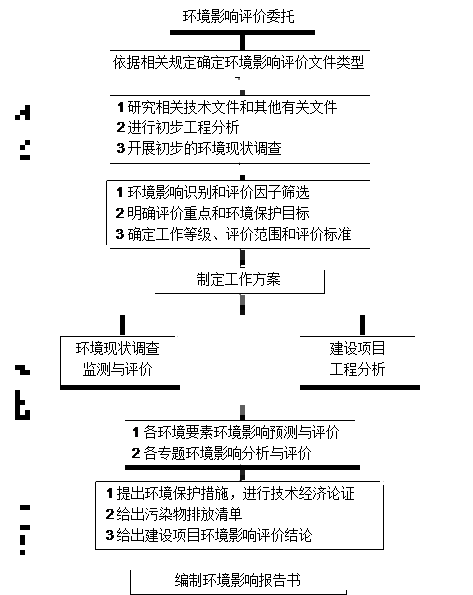 环境影响评价委托
依据相关规定确定环境影响评价文件类型
1 研究相关技术文件和其他有关文件
2 进行初步工程分析
3 开展初步的环境现状调查
1 环境影响识别和评价因子筛选
2 明确评价重点和环境保护目标
3 确定工作等级、评价范围和评价标准
制定工作方案
环境现状调查
监测与评价
建设项目
工程分析
1 各环境要素环境影响预测与评价
2 各专题环境影响分析与评价
1 提出环境保护措施，进行技术经济论证
2 给出污染物排放清单
3 给出建设项目环境影响评价结论
编制环境影响报告书